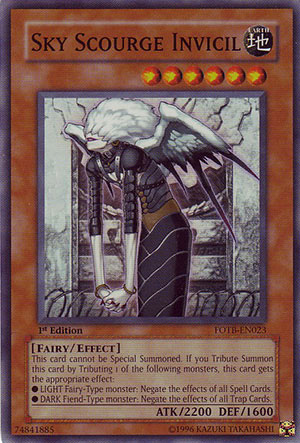 SKY SCOURGE INVICIL
EARTH
地
1st Edition
FOTB-EN023
[FAIRY/EFFECT]
This card cannot be Special Summoned. If you Tribute Summon
this card by Tributing 1 of the following monsters, this card gets
the appropriate effect:
● LIGHT Fairy-Type monster: Negate the effects of all Spell Cards.
● DARK Fiend-Type monster: Negate the effects of all Trap Cards.
ATK/2200 DEF/1600
74841885
©1996 KAZUKI TAKAHASHI